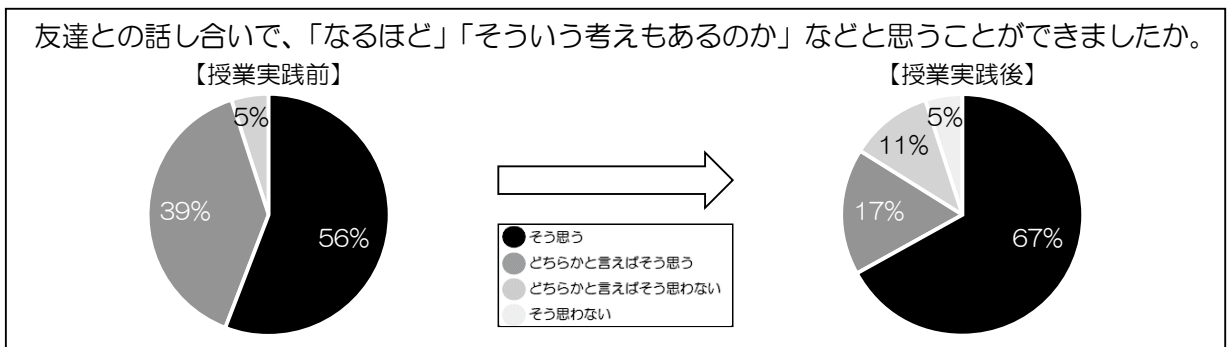 友達との話し合いで、「なるほど」「そういう考えもあるのか」などと思うことができましたか。
【授業実践前】
【授業実践後】
5%
39%
56%
そう思う
どちらかと言えばそう思う
どちらかと言えばそう思わない
そう思わない
5%
11%
17%
67%